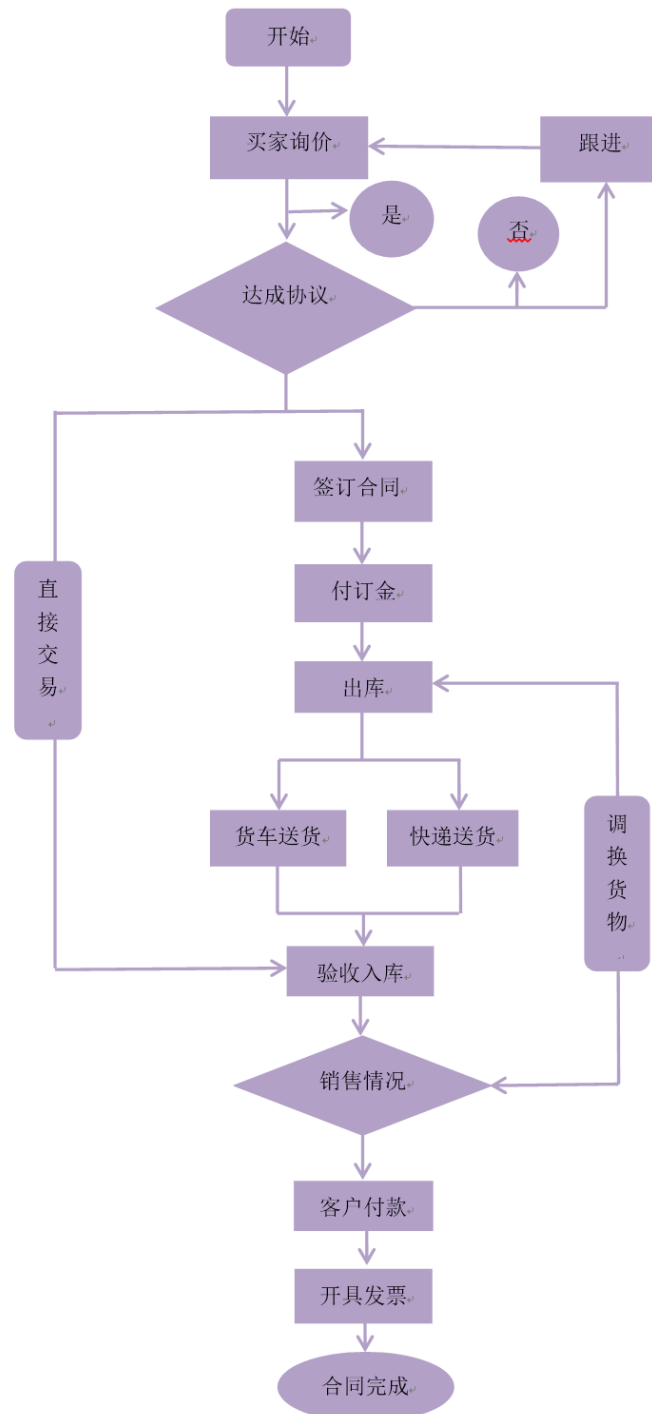 开始
买家询价
跟进
是
否
达成协议
签订合同
直
接
交
易
付订金
出库
货车送货
快递送货
调
换
货
物
验收入库
销售情况
客户付款
开具发票
合同完成